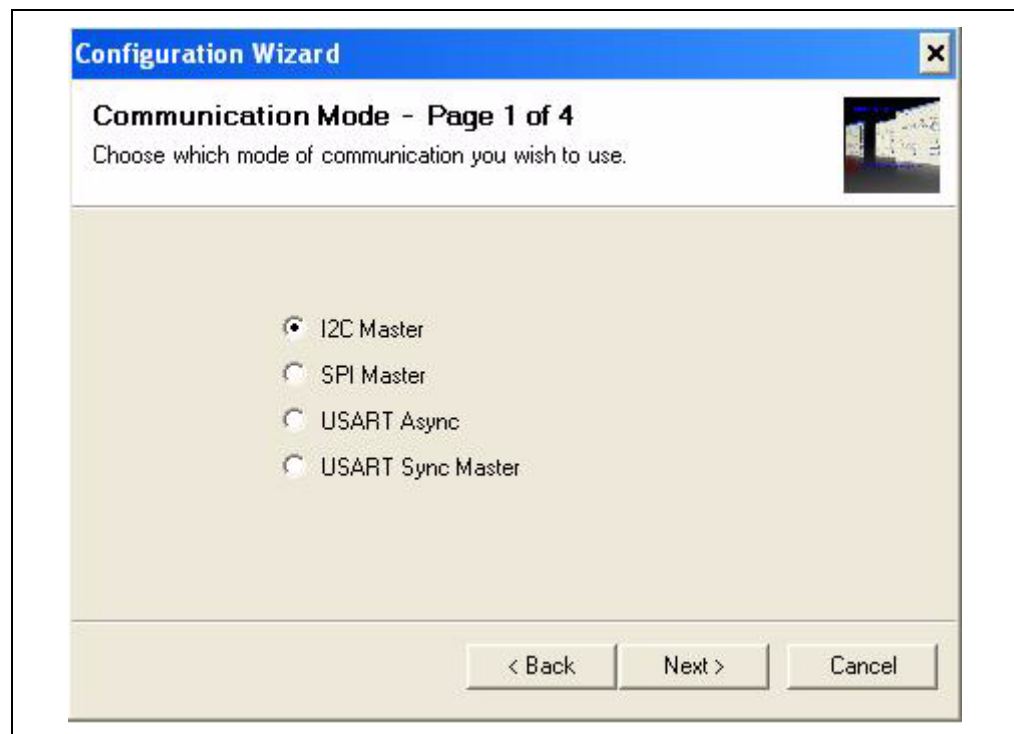 Configuration Wizard
Communication Mode - Page 1 of 4
Choose which mode of communication you wish to use.
I2C Master
SPI Master
USART Async
USART Sync Master
< Back Next > Cancel